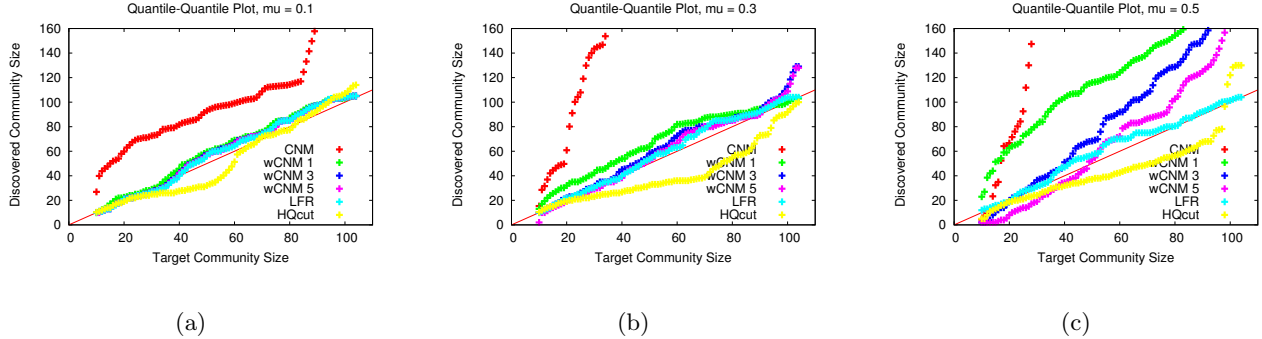 Quantile-Quantile Plot, mu = 0.1
160
140
120
100
80
60
40
20
0
Discovered Community Size
CNM
wCNM 1
wCNM 3
wCNM 5
LFR
HQcut
0 20 40 60 80 100
Target Community Size
(a)
Quantile-Quantile Plot, mu = 0.3
160
140
120
100
80
60
40
20
0
Discovered Community Size
CNM
wCNM 1
wCNM 3
wCNM 5
LFR
HQcut
0 20 40 60 80 100
Target Community Size
(b)
Quantile-Quantile Plot, mu = 0.5
160
140
120
100
80
60
40
20
0
Discovered Community Size
CNM
wCNM 1
wCNM 3
wCNM 5
LFR
HQcut
0 20 40 60 80 100
Target Community Size
(c)